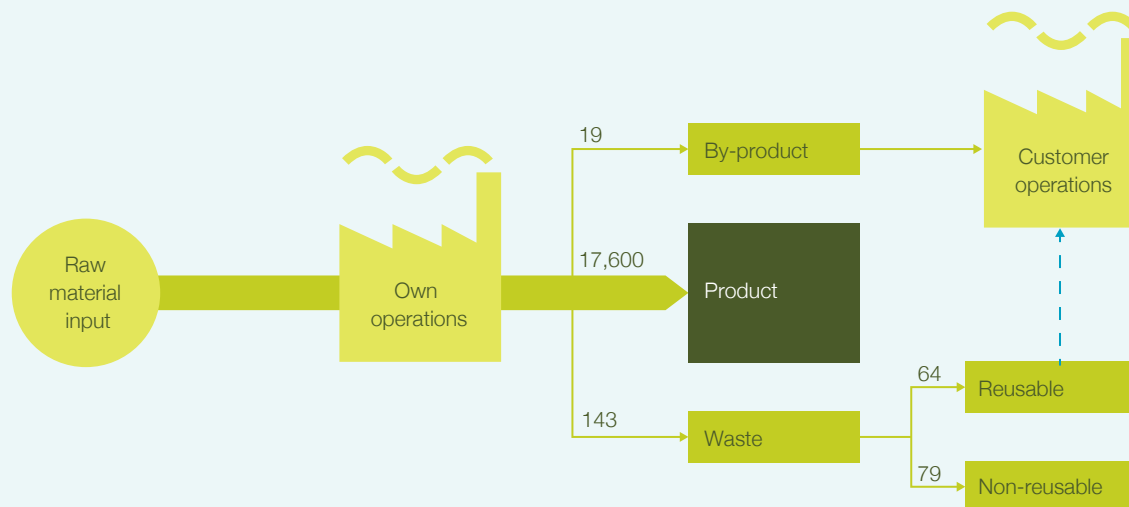 Raw
material
input
Own
operations
19
By-product
Customer
operations
17,600
Product
143
Waste
64
Reusable
79
Non-reusable